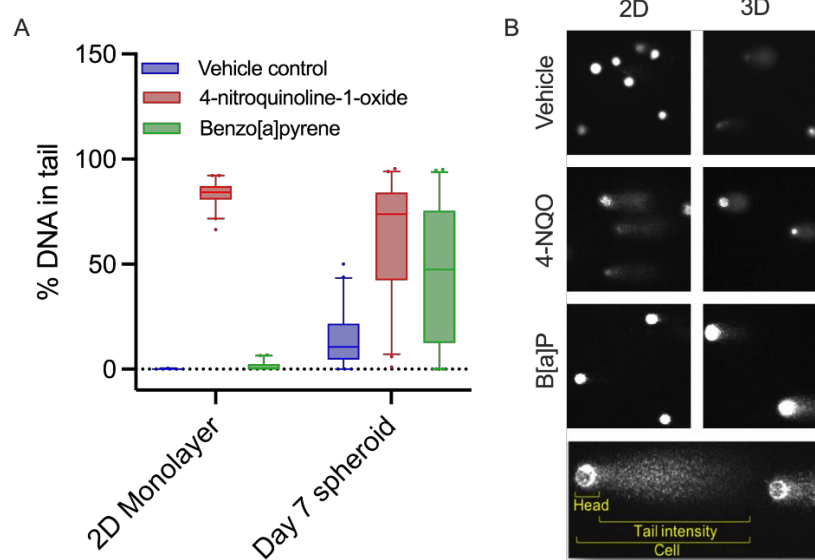 A
150
100
50
0
% DNA in tail
Vehicle control
4-nitroquinoline-1-oxide
Benzo[a]pyrene
2D Monolayer
Day 7 spheroid
B
2D
3D
Vehicle
4-NQO
B[a]P
Head
Tail intensity
Cell